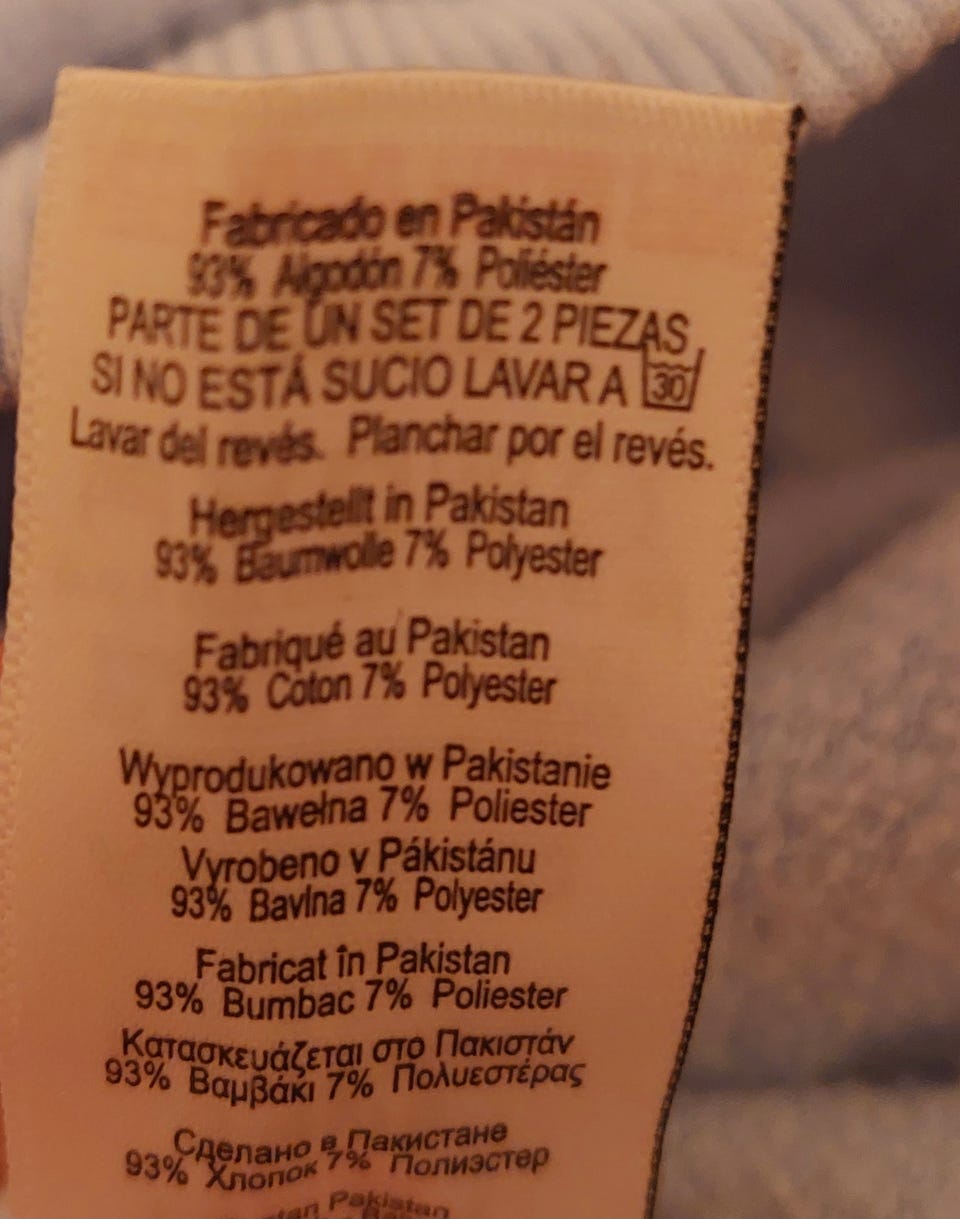 Fabricado en Pakistán
93% Algodón 7% Poliéster
PARTE DE UN SET DE 2 PIEZAS
SI NO ESTÁ SUCIO LAVAR A 30
Lavar del revés. Planchar por el revés.
Hergestellt in Pakistan
93% Baumwolle 7% Polyester
Fabriqué au Pakistan
93% Coton 7% Polyester
Wyprodukowano w Pakistanie
93% Bawełna 7% Poliester
Vyrobeno v Pákistánu
93% Bavlna 7% Polyester
Fabricat în Pakistan
93% Bumbac 7% Poliester
Κατασκευάζεται στο Πακιστάν
93% Βαμβάκι 7% Πολυεστέρας
Сделано в Пакистане
93% Хлопок 7% Полиэстер
Pakistan